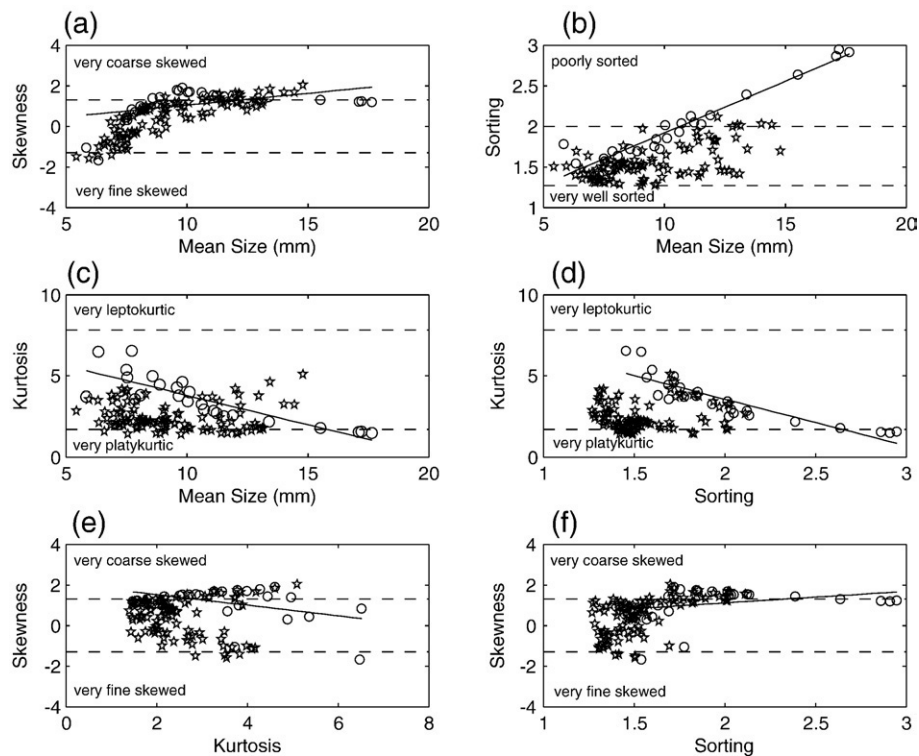 (a)
4
2
0
-2
-4
Skewness
very coarse skewed
very fine skewed
5 10 15 20
Mean Size (mm)
(b)
3
2.5
2
1.5
1
Sorting
poorly sorted
very well sorted
5 10 15 20
Mean Size (mm)
(c)
10
5
0
Kurtosis
very leptokurtic
very platykurtic
5 10 15 20
Mean Size (mm)
(d)
10
5
0
Kurtosis
very leptokurtic
very platykurtic
1 1.5 2 2.5 3
Sorting
(e)
4
2
0
-2
-4
Skewness
very coarse skewed
very fine skewed
0 2 4 6 8
Kurtosis
(f)
4
2
0
-2
-4
Skewness
very coarse skewed
very fine skewed
1 1.5 2 2.5 3
Sorting